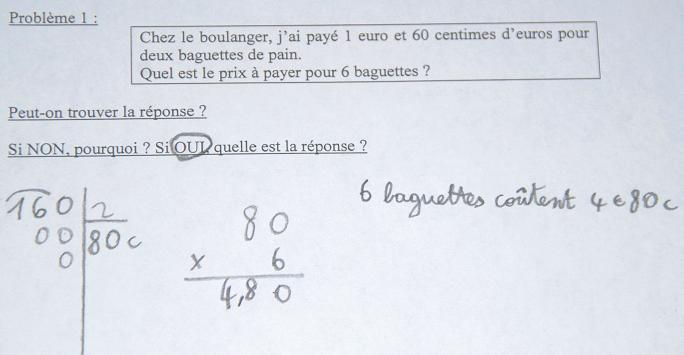 Problème 1 :
Chez le boulanger, j'ai payé 1 euro et 60 centimes d'euros pour
deux baguettes de pain.
Quel est le prix à payer pour 6 baguettes ?
Peut-on trouver la réponse ?
Si NON, pourquoi ? Si OUI, quelle est la réponse ?
160 2
00 80c
0
80
x 6
4,80
6 baguettes coûtent 4€80c